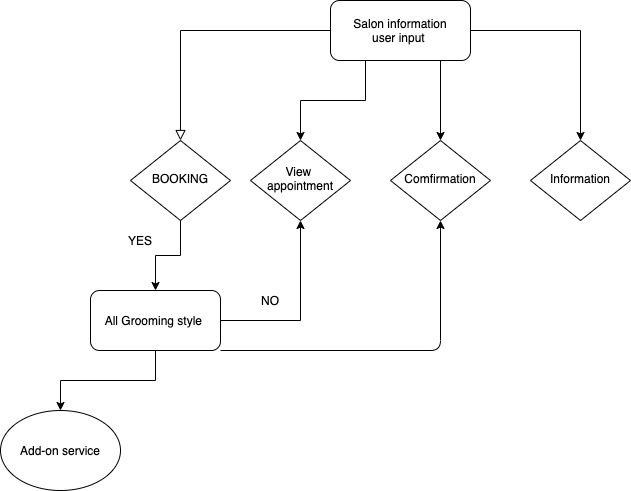 Salon information
user input
BOOKING
View
appointment
Comfirmation
Information
YES
NO
All Grooming style
Add-on service